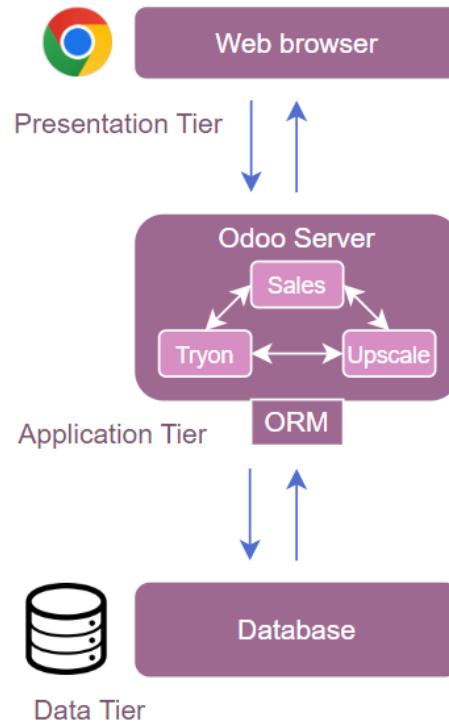 Web browser
Presentation Tier
Odoo Server
Sales
Tryon
Upscale
ORM
Application Tier
Database
Data Tier